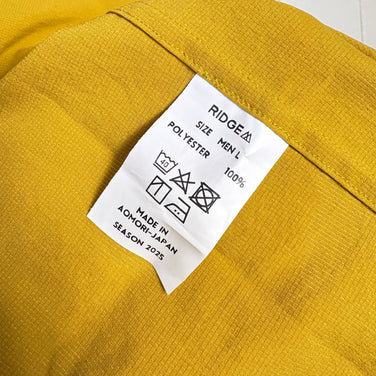 RIDGE
SIZE MEN L
POLYESTER 100%
40
MADE IN
AOMORI-JAPAN
SEASON 2025